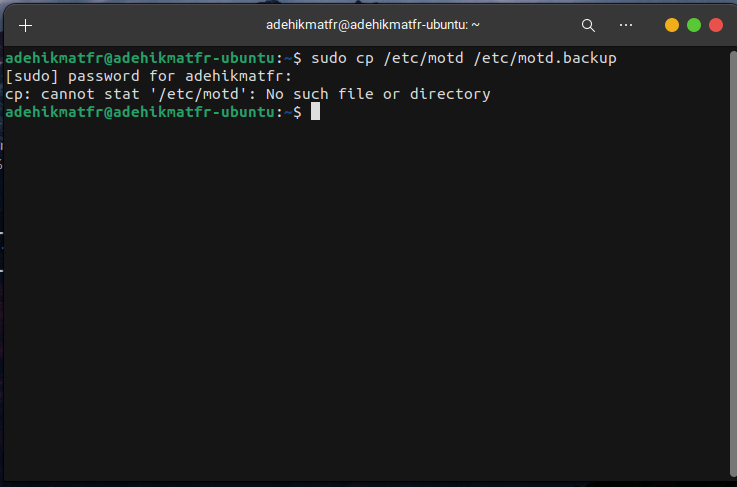 adehikmatfr@adehikmatfr-ubuntu: ~
adehikmatfr@adehikmatfr-ubuntu:~$ sudo cp /etc/motd /etc/motd.backup
[sudo] password for adehikmatfr:
cp: cannot stat '/etc/motd': No such file or directory
adehikmatfr@adehikmatfr-ubuntu:~$